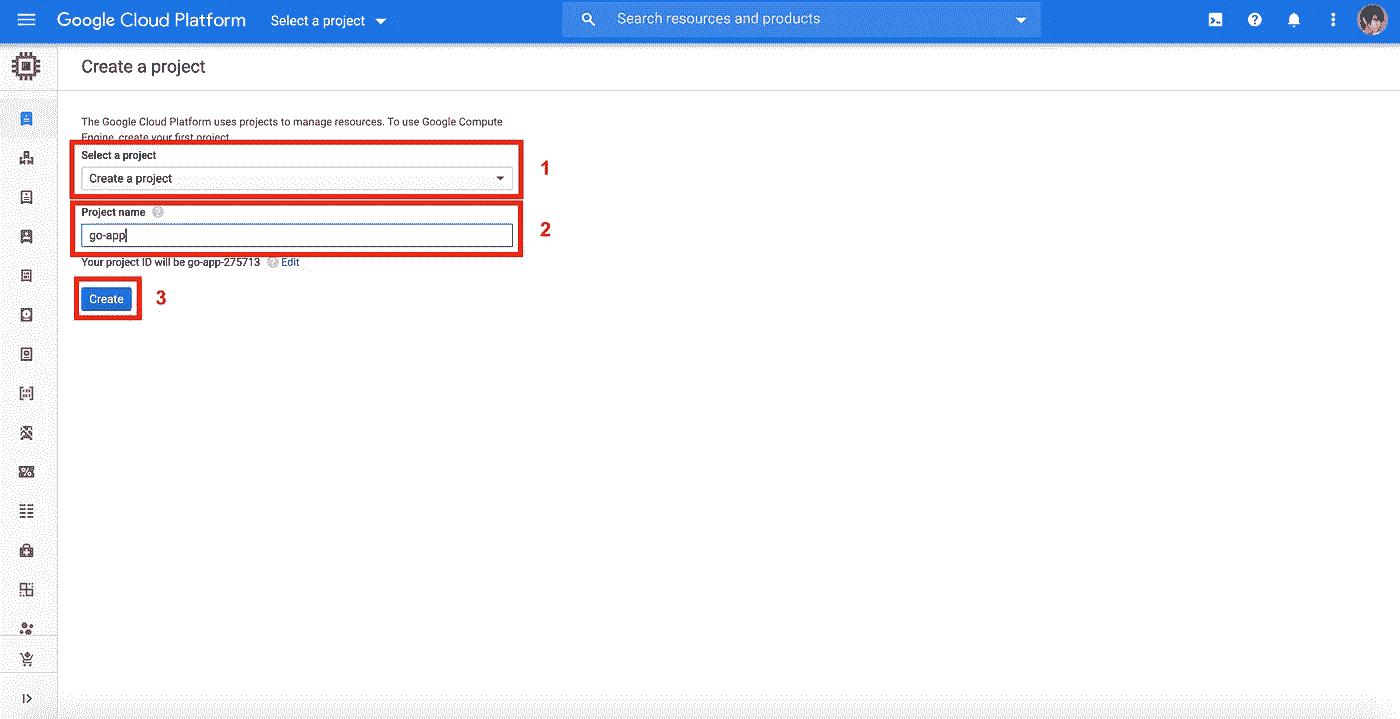 Google Cloud Platform Select a project Search resources and products
Create a project
The Google Cloud Platform uses projects to manage resources. To use Google Compute
Engine, create your first project.
Select a project
Create a project
1
Project name
go-app
2
Your project ID will be go-app-275713 Edit
Create
3